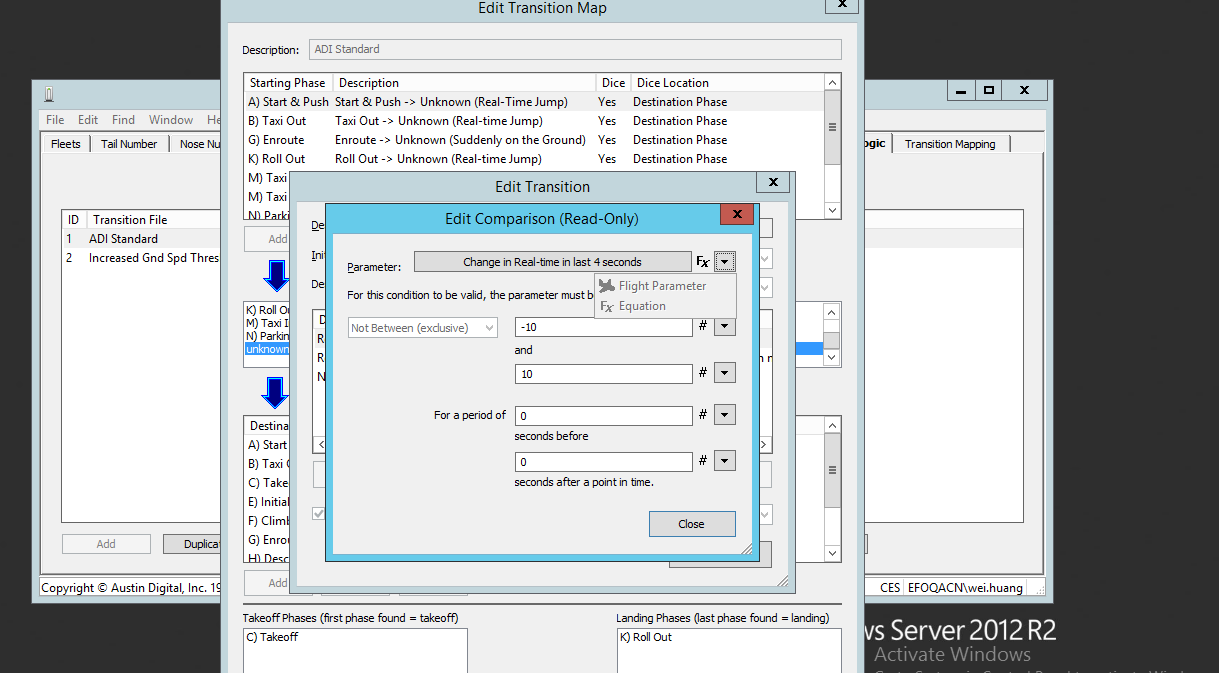 Edit Transition Map
X
Description: ADI Standard
Starting Phase Description Dice Dice Location
A) Start & Push Start & Push -> Unknown (Real-Time Jump) Yes Destination Phase
B) Taxi Out Taxi Out -> Unknown (Real-time Jump) Yes Destination Phase
G) Enroute Enroute -> Unknown (Suddenly on the Ground) Yes Destination Phase
K) Roll Out Roll Out -> Unknown (Real-time Jump) Yes Destination Phase
M) Taxi
M) Taxi
N) Parki
Add
File Edit Find Window He
Fleets Tail Number Nose Nu
ogic Transition Mapping
ID Transition File
1 ADI Standard
2 Increased Gnd Spd Thres
Add Duplicat
Copyright © Austin Digital, Inc. 19
CES EFOQACN\wei.huang
K) Roll Ou
M) Taxi I
N) Parkin
unknown
Destina
A) Start
B) Taxi O
C) Take
E) Initial
F) Climb
G) Enrou
H) Desc
Add
Edit Transition
X
De
Init
De
D
R
R
N
Edit Comparison (Read-Only)
X
Parameter: Change in Real-time in last 4 seconds Fx
Flight Parameter
Fx Equation
For this condition to be valid, the parameter must b
Not Between (exclusive) -10 #
and
10 #
For a period of 0 #
seconds before
0 #
seconds after a point in time.
Close
Takeoff Phases (first phase found = takeoff)
C) Takeoff
Landing Phases (last phase found = landing)
K) Roll Out
ws Server 2012 R2
Activate Windows